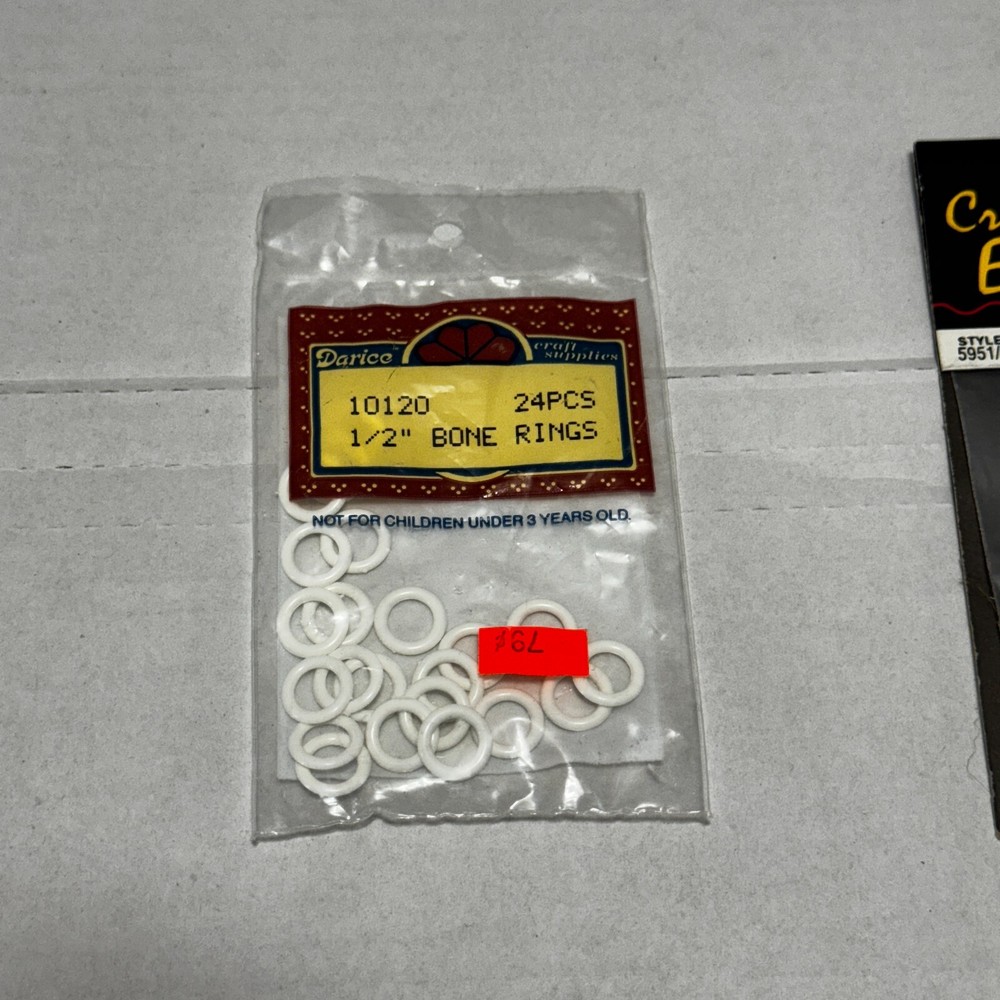 Darice craft supplies
10120 24PCS
1/2" BONE RINGS
NOT FOR CHILDREN UNDER 3 YEARS OLD.
79¢
STYLE
5951/